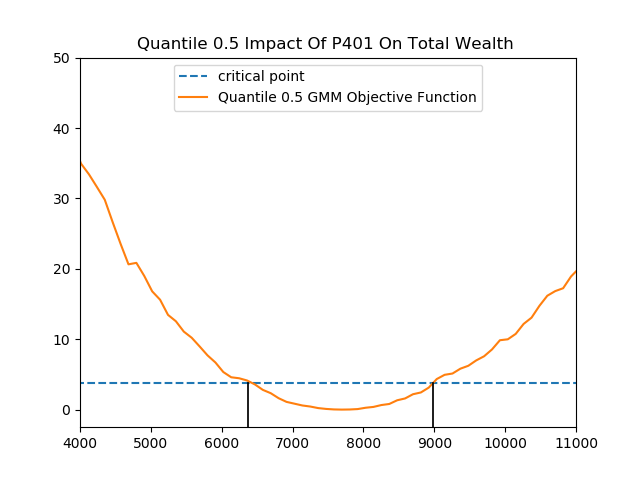 Quantile 0.5 Impact Of P401 On Total Wealth
critical point
Quantile 0.5 GMM Objective Function
50
40
30
20
10
0
4000 5000 6000 7000 8000 9000 10000 11000